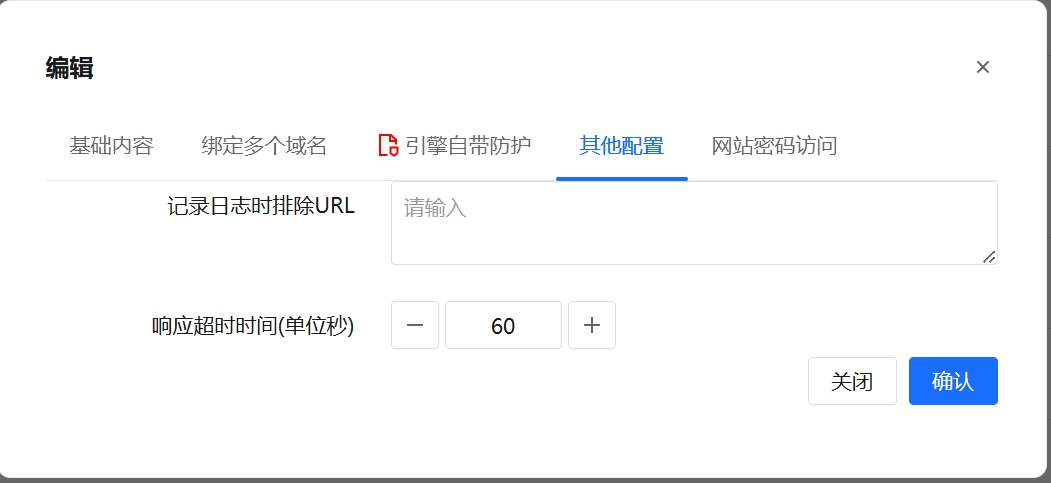 编辑
基础内容 绑定多个域名 引擎自带防护 其他配置 网站密码访问
记录日志时排除URL 请输入
响应超时时间(单位秒) 60
关闭 确认